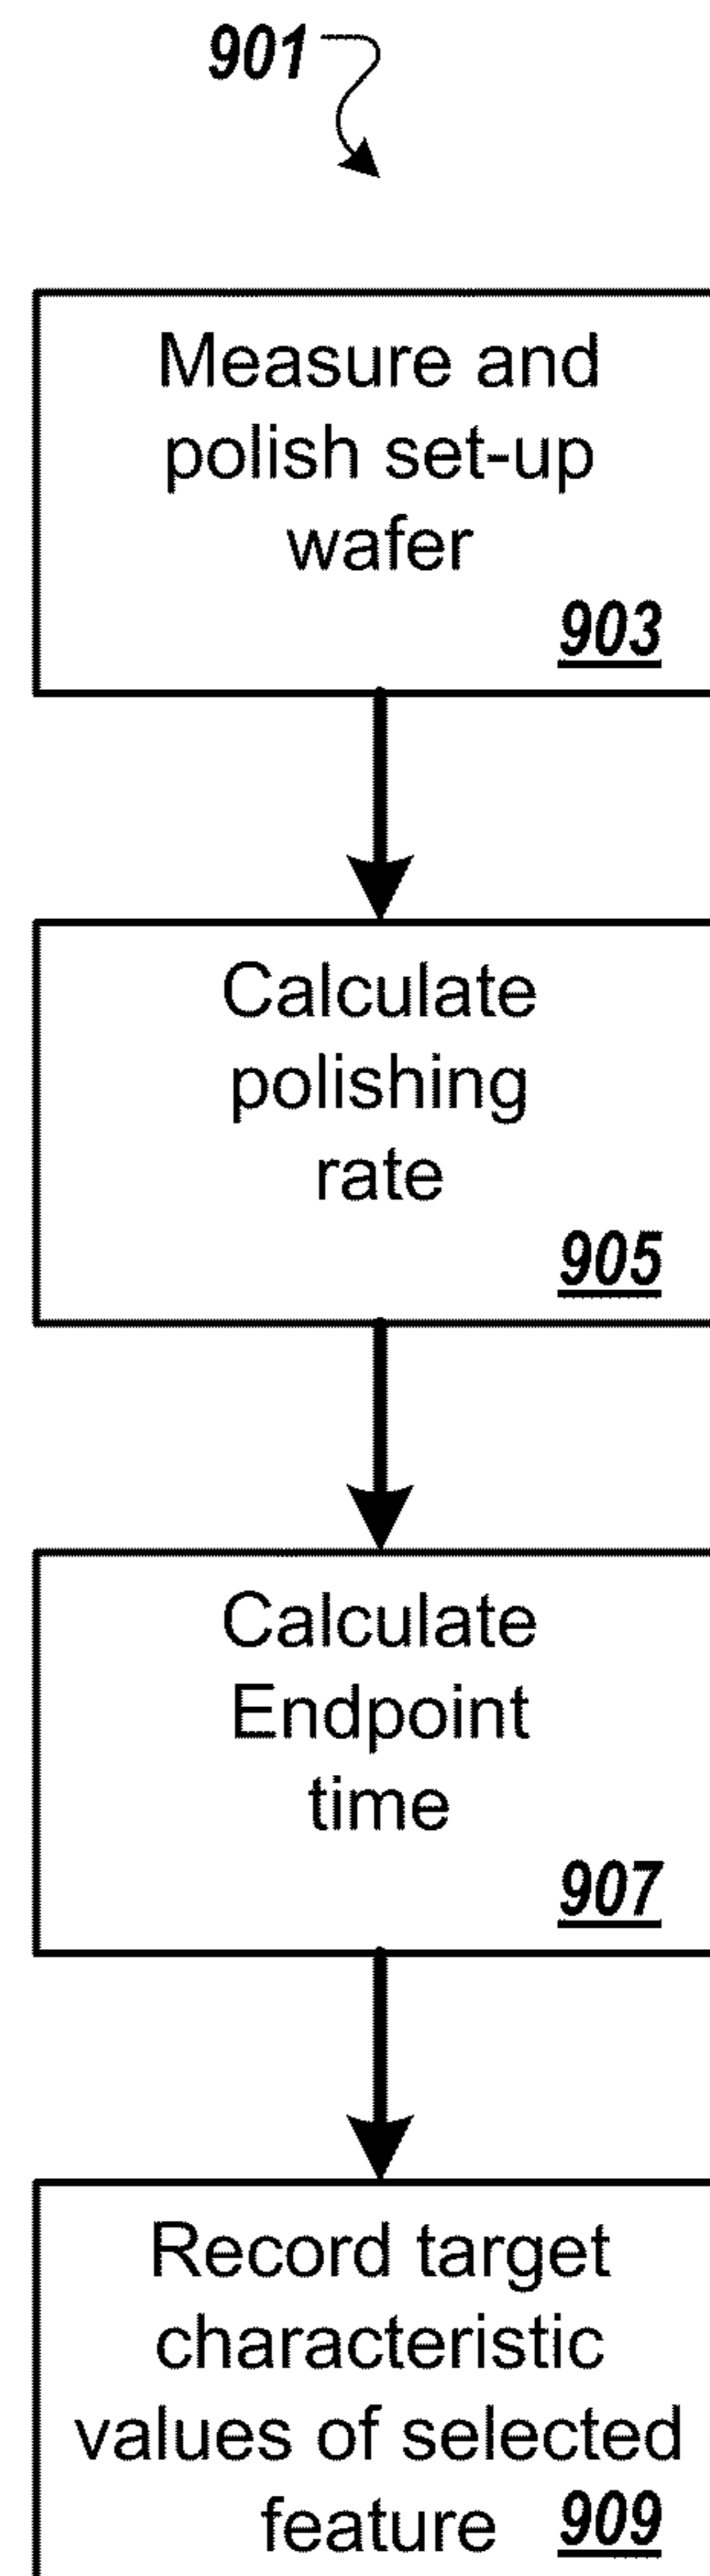 901
Measure and
polish set-up
wafer
903
Calculate
polishing
rate
905
Calculate
Endpoint
time
907
Record target
characteristic
values of selected
feature 909